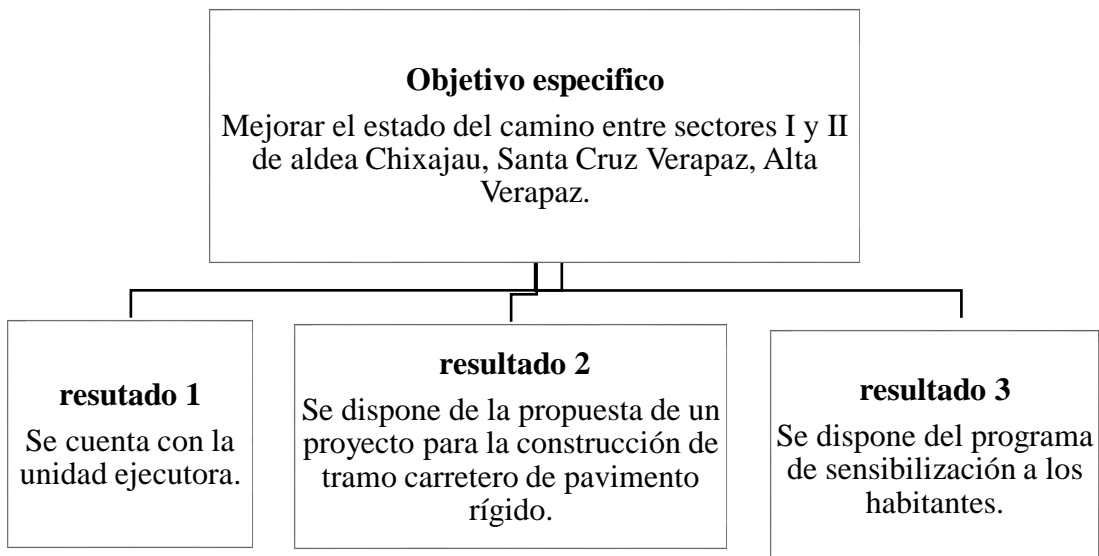 Objetivo especifico
Mejorar el estado del camino entre sectores I y II
de aldea Chixajau, Santa Cruz Verapaz, Alta
Verapaz.
resutado 1
Se cuenta con la
unidad ejecutora.
resultado 2
Se dispone de la propuesta de un
proyecto para la construcción de
tramo carretero de pavimento
rígido.
resultado 3
Se dispone del programa
de sensibilización a los
habitantes.